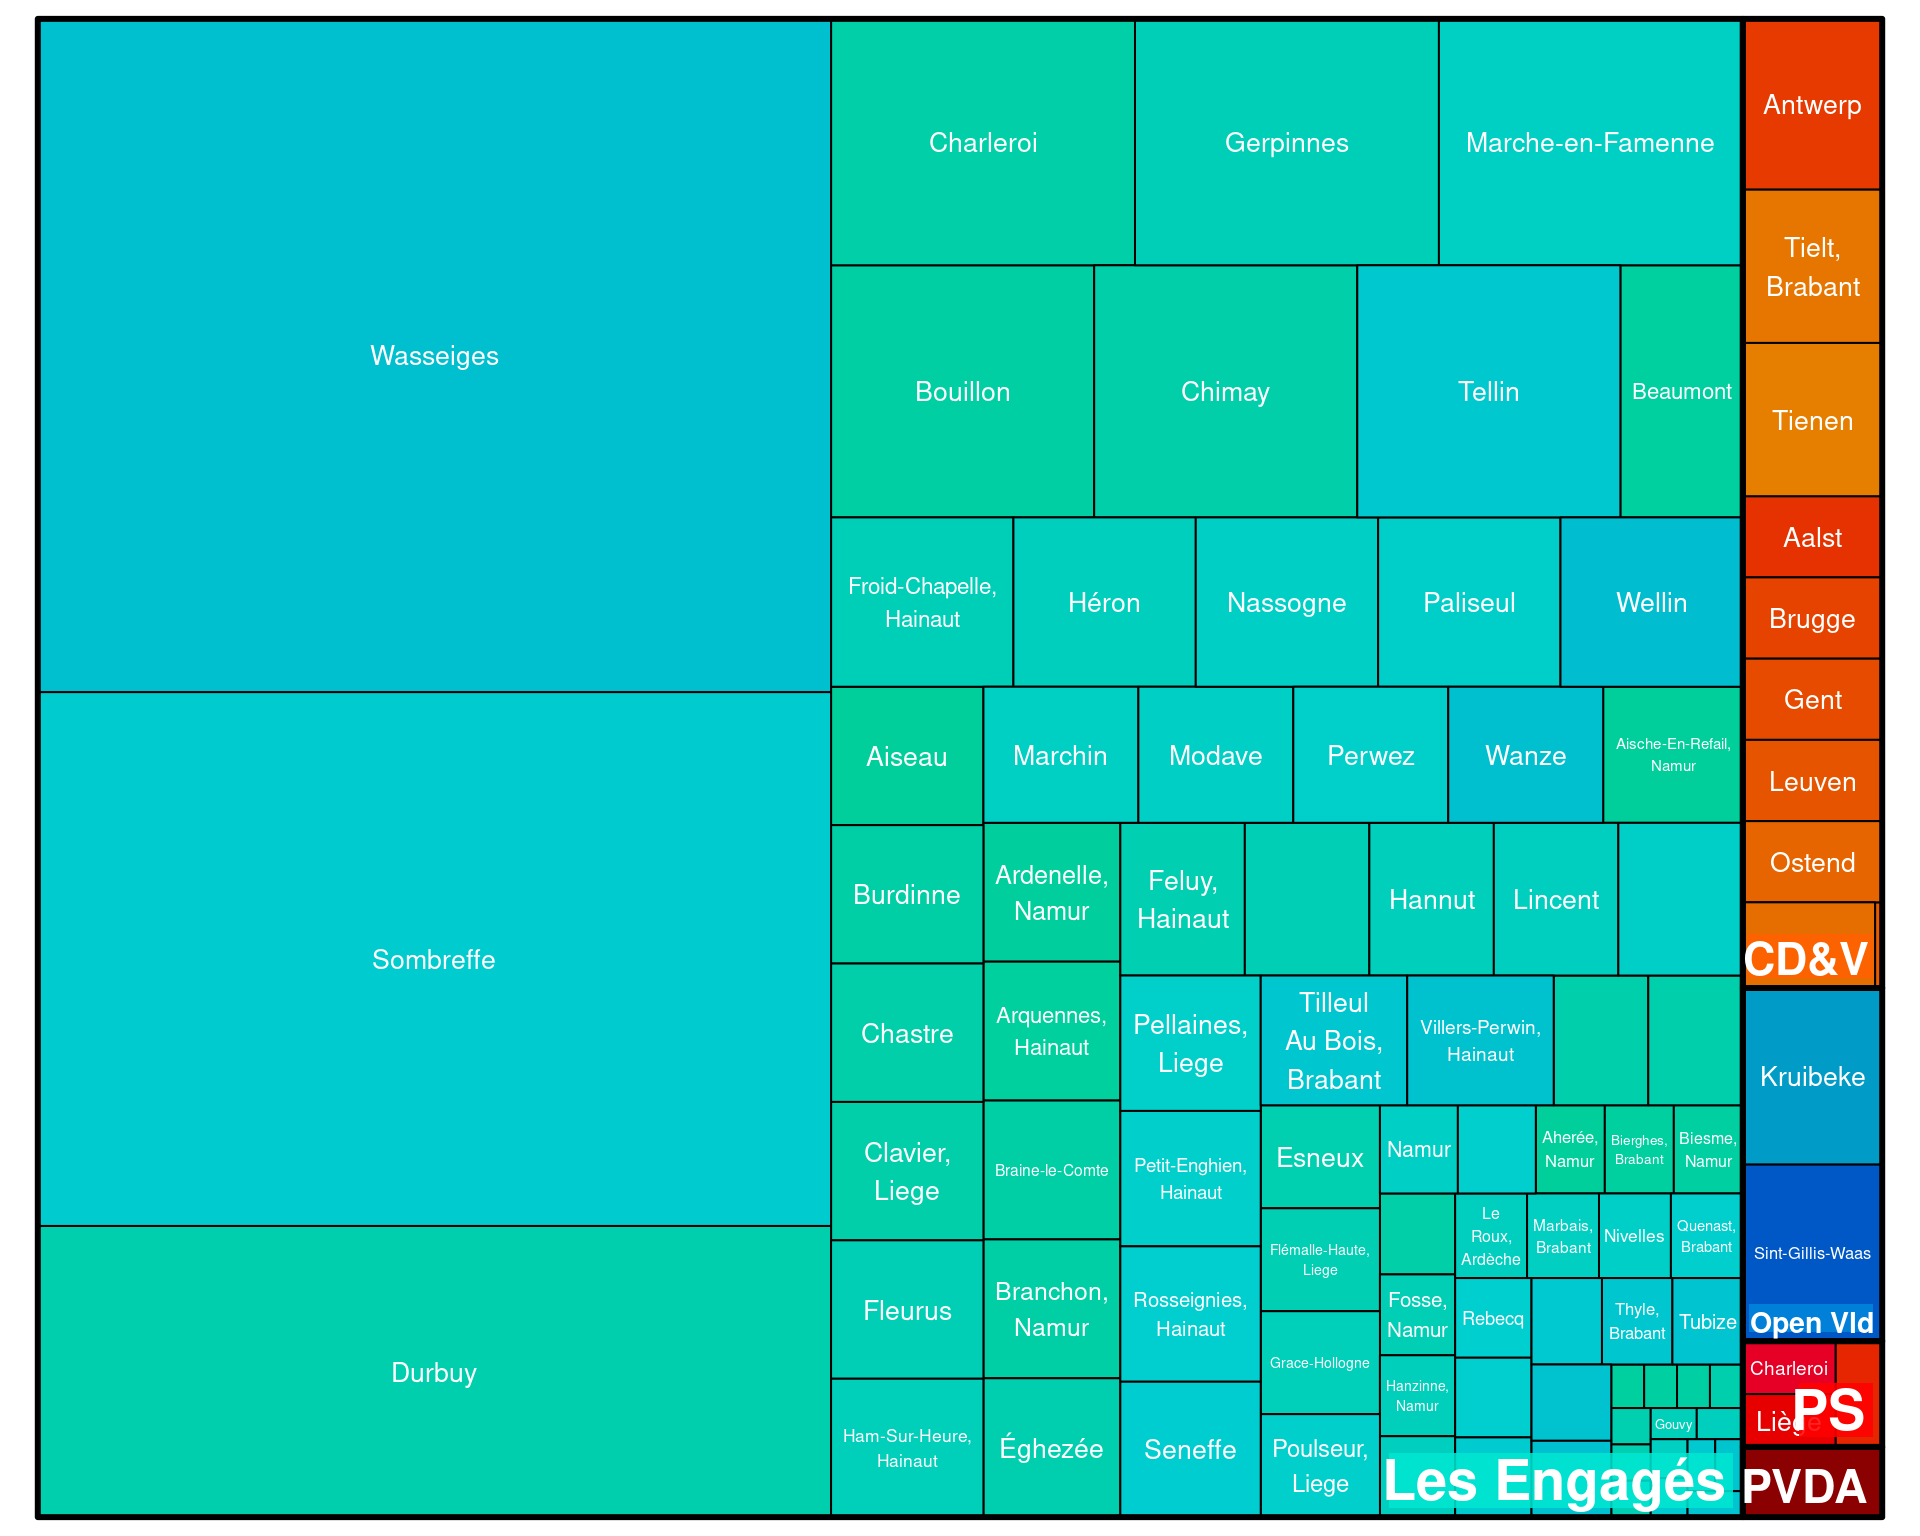 Wasseiges
Sombreffe
Durbuy
Charleroi
Gerpinnes
Marche-en-Famenne
Bouillon
Chimay
Tellin
Beaumont
Froid-Chapelle,
Hainaut
Héron
Nassogne
Paliseul
Wellin
Aiseau
Marchin
Modave
Perwez
Wanze
Aische-En-Refail,
Namur
Burdinne
Ardenelle,
Namur
Feluy,
Hainaut
Hannut
Lincent
Chastre
Arquennes,
Hainaut
Pellaines,
Liege
Tilleul
Au Bois,
Brabant
Villers-Perwin,
Hainaut
Clavier,
Liege
Braine-le-Comte
Petit-Enghien,
Hainaut
Esneux
Namur
Aherée,
Namur
Bierghes,
Brabant
Biesme,
Namur
Flémalle-Haute,
Liege
Le
Roux,
Ardèche
Marbais,
Brabant
Nivelles
Quenast,
Brabant
Fleurus
Branchon,
Namur
Rosseignies,
Hainaut
Fosse,
Namur
Rebecq
Thyle,
Brabant
Tubize
Grace-Hollogne
Hanzinne,
Namur
Gouvy
Ham-Sur-Heure,
Hainaut
Éghezée
Seneffe
Poulseur,
Liege
Les Engagés
Antwerp
Tielt,
Brabant
Tienen
Aalst
Brugge
Gent
Leuven
Ostend
CD&V
Kruibeke
Sint-Gillis-Waas
Open Vld
Charleroi
Liège
PS
PVDA